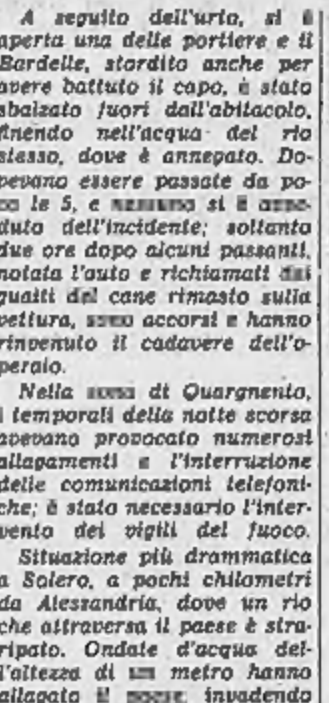 A seguito dell'urto, si è
aperta una delle portiere e il
Bardelle, stordito anche per
avere battuto il capo, è stato
sbalzato fuori dall'abitacolo,
finendo nell'acqua del rio
stesso, dove è annegato. Do-
vevano essere passate da po-
co le 5, e si è
duto dell'incidente; soltanto
due ore dopo alcuni passanti,
notata l'auto e richiamati dai
guaiti del cane rimasto sulla
vettura, sono accorsi e hanno
rinvenuto il cadavere dell'o-
peraio.
Nella zona di Quargnento,
i temporali della notte scorsa
avevano provocato numerosi
allagamenti e l'interruzione
delle comunicazioni telefoni-
che; è stato necessario l'inter-
vento dei vigili del fuoco.
Situazione più drammatica
a Solero, a pochi chilometri
da Alessandria, dove un rio
che attraversa il paese è stra-
ripato. Ondate d'acqua del-
l'altezza di un metro hanno
allagato il paese, invadendo